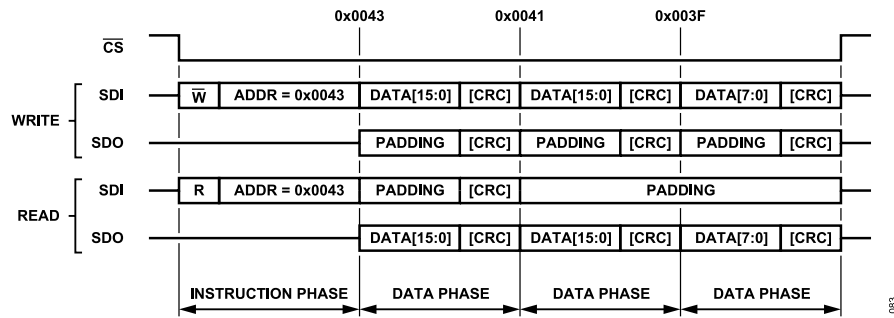 0x0043 0x0041 0x003F
CS
SDI W ADDR = 0x0043 DATA[15:0] [CRC] DATA[15:0] [CRC] DATA[7:0] [CRC]
WRITE
SDO PADDING [CRC] PADDING [CRC] PADDING [CRC]
SDI R ADDR = 0x0043 PADDING [CRC] PADDING
READ
SDO DATA[15:0] [CRC] DATA[15:0] [CRC] DATA[7:0] [CRC]
INSTRUCTION PHASE DATA PHASE DATA PHASE DATA PHASE
083